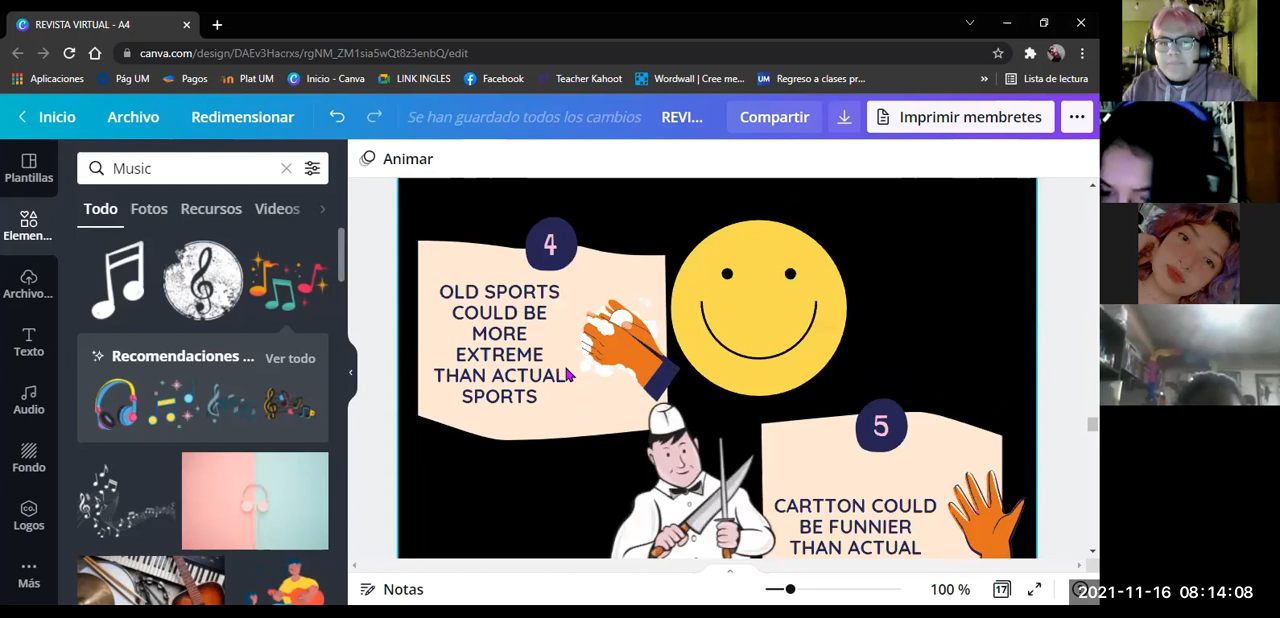 REVISTA VIRTUAL - A4
canva.com/design/DAEv3Hacrxs/rgNM_ZM1sia5wQt8z3enbQ/edit
Aplicaciones
Pág UM
Pagos
Plat UM
Inicio - Canva
LINK INGLES
Facebook
Teacher Kahoot
Wordwall | Cree me...
UM
Regreso a clases pr...
»
Lista de lectura
Inicio
Archivo
Redimensionar
Se han guardado todos los cambios
REVI...
Compartir
Imprimir membretes
Plantillas
Elemen...
Archivo...
Texto
Audio
Fondo
Logos
Más
Music
Todo
Fotos
Recursos
Videos
Recomendaciones ...
Ver todo
Animar
4
OLD SPORTS
COULD BE
MORE
EXTREME
THAN ACTUAL
SPORTS
5
CARTTON COULD
BE FUNNIER
THAN ACTUAL
Notas
100 %
17
2021-11-16 08:14:08